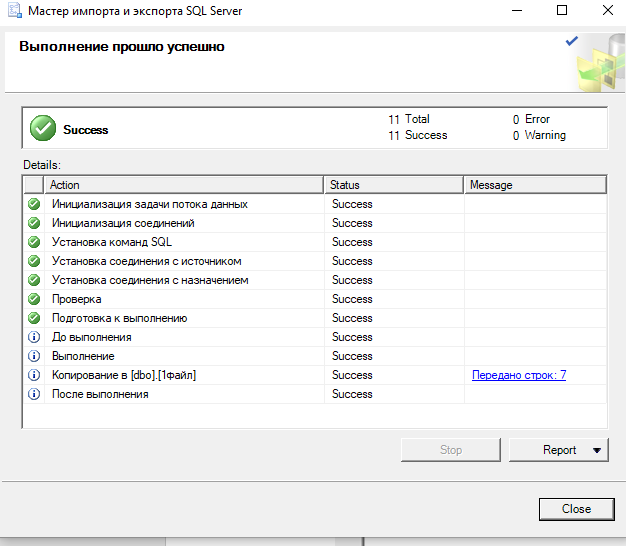 Мастер импорта и экспорта SQL Server
Выполнение прошло успешно
Success
11 Total 0 Error
11 Success 0 Warning
Details:
Action Status Message
Инициализация задачи потока данных Success
Инициализация соединений Success
Установка команд SQL Success
Установка соединения с источником Success
Установка соединения с назначением Success
Проверка Success
Подготовка к выполнению Success
До выполнения Success
Выполнение Success
Копирование в [dbo].[1файл] Success Передано строк: 7
После выполнения Success
Stop Report
Close